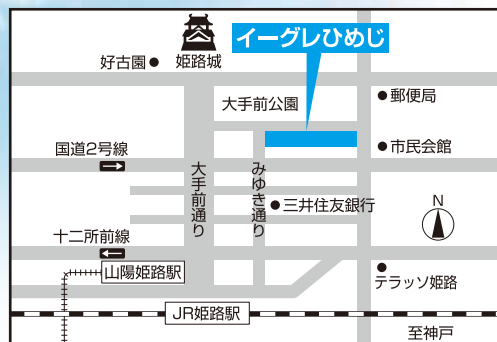 イーグレひめじ
好古園
姫路城
大手前公園
郵便局
国道2号線
市民会館
大手前通り
みゆき通り
三井住友銀行
N
十二所前線
山陽姫路駅
テラッソ姫路
JR姫路駅
至神戸